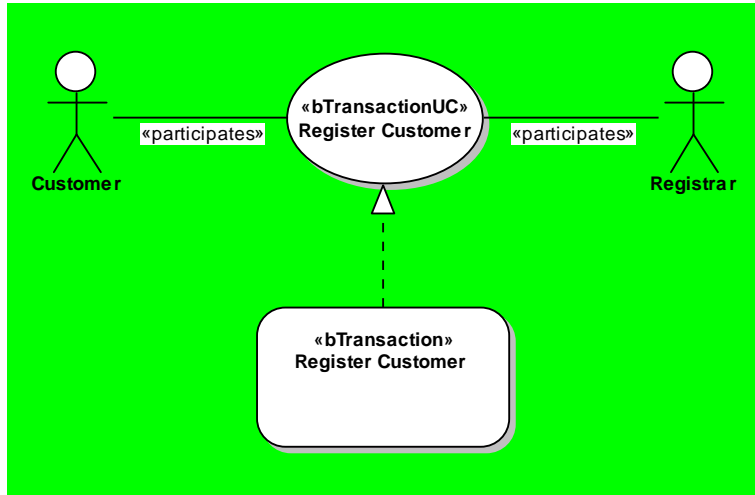 «bTransactionUC»
Register Customer
«participates»
«participates»
Customer
Registrar
«bTransaction»
Register Customer